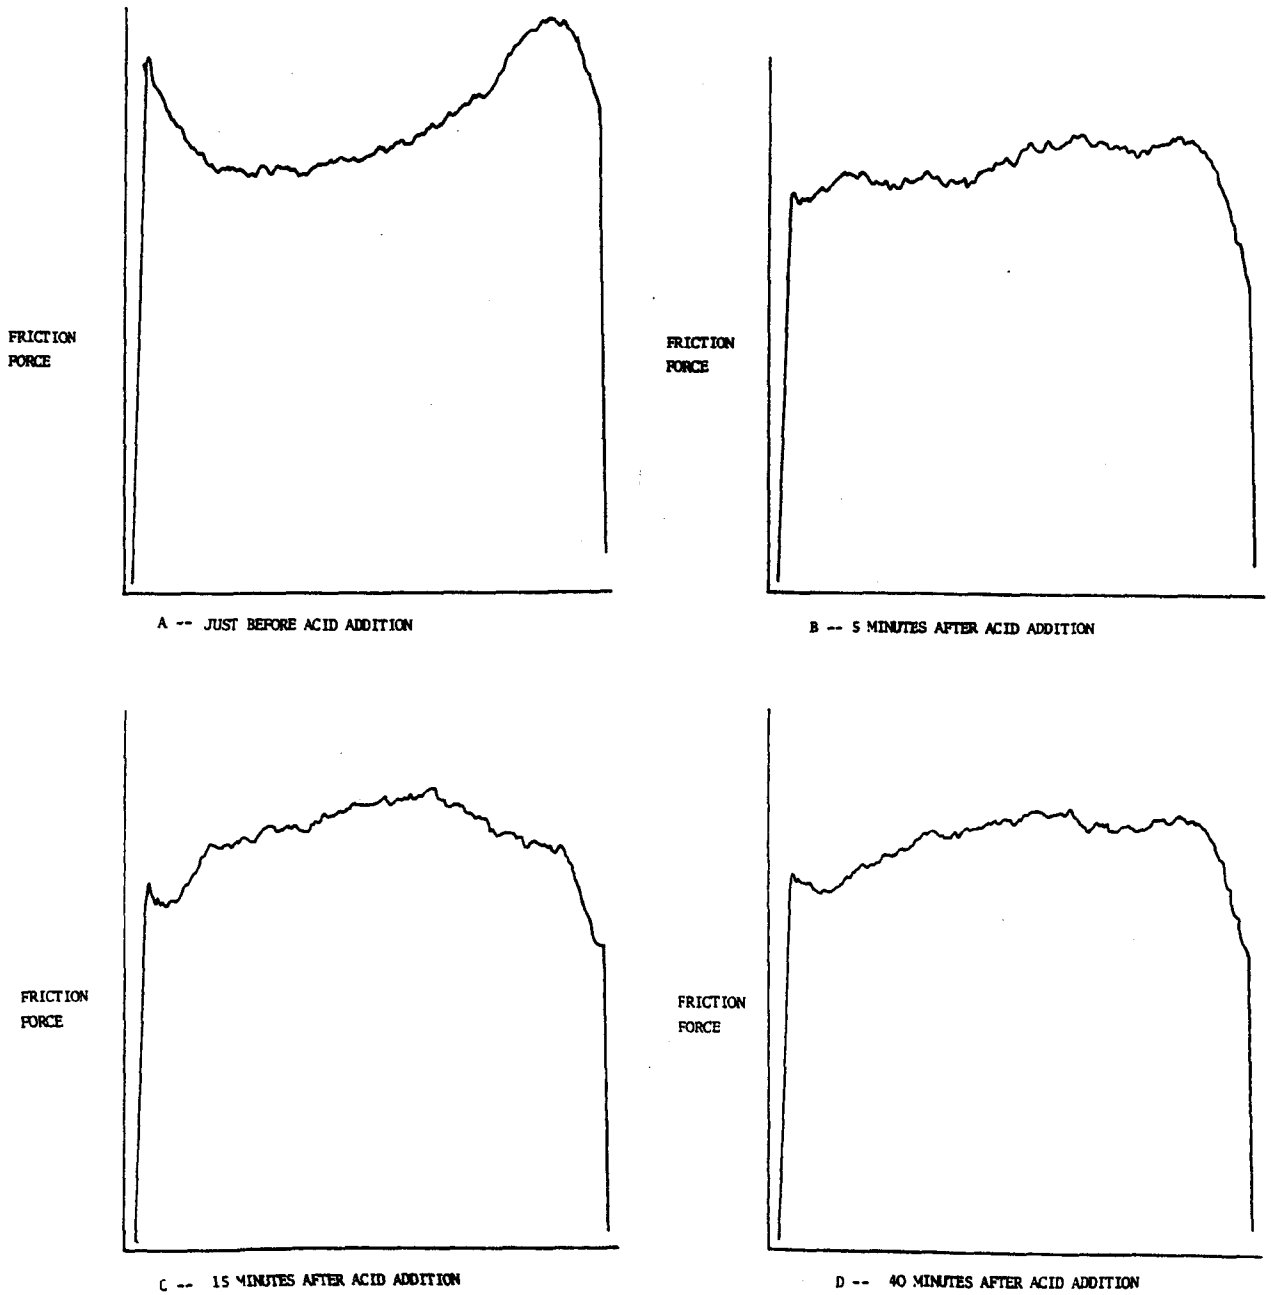 FRICTION
FORCE
A -- JUST BEFORE ACID ADDITION
FRICTION
FORCE
B -- 5 MINUTES AFTER ACID ADDITION
FRICTION
FORCE
C -- 15 MINUTES AFTER ACID ADDITION
FRICTION
FORCE
D -- 40 MINUTES AFTER ACID ADDITION